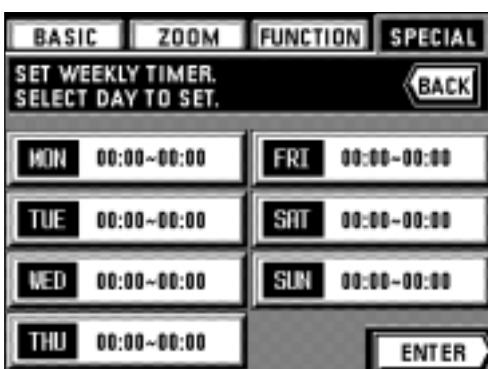 BASIC ZOOM FUNCTION SPECIAL
SET WEEKLY TIMER.
SELECT DAY TO SET.
BACK
MON 00:00~00:00
TUE 00:00~00:00
WED 00:00~00:00
THU 00:00~00:00
FRI 00:00~00:00
SAT 00:00~00:00
SUN 00:00~00:00
ENTER